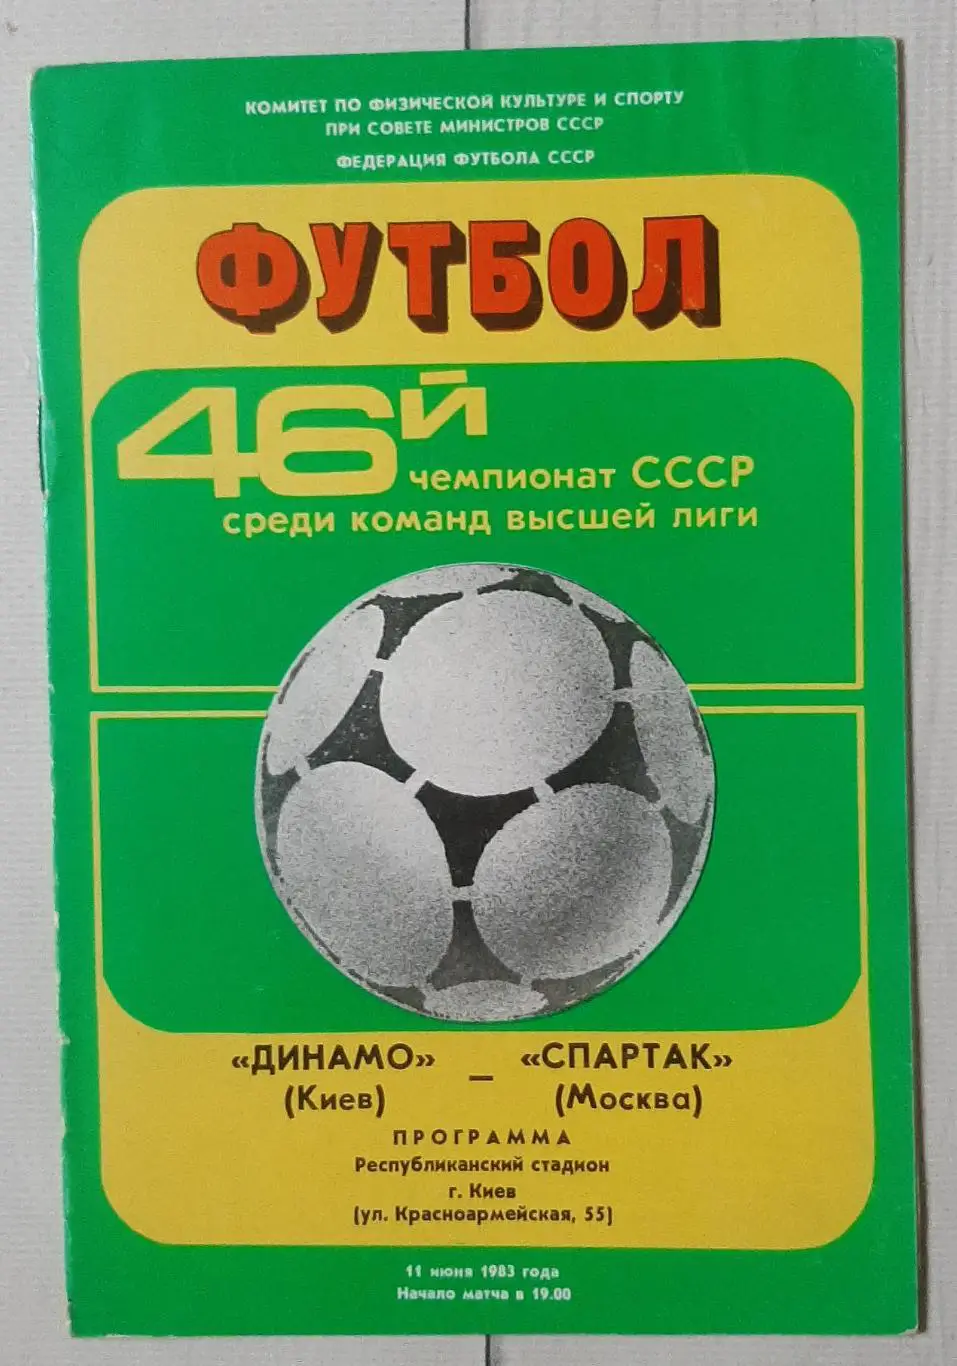 КОМИТЕТ ПО ФИЗИЧЕСКОЙ КУЛЬТУРЕ И СПОРТУ
ПРИ СОВЕТЕ МИНИСТРОВ СССР
ФЕДЕРАЦИЯ ФУТБОЛА СССР
ФУТБОЛ
46й
чемпионат СССР
среди команд высшей лиги
«ДИНАМО» – «СПАРТАК»
(Киев) (Москва)
ПРОГРАММА
Республиканский стадион
г. Киев
(ул. Красноармейская, 55)
11 июня 1983 года
Начало матча в 19.00